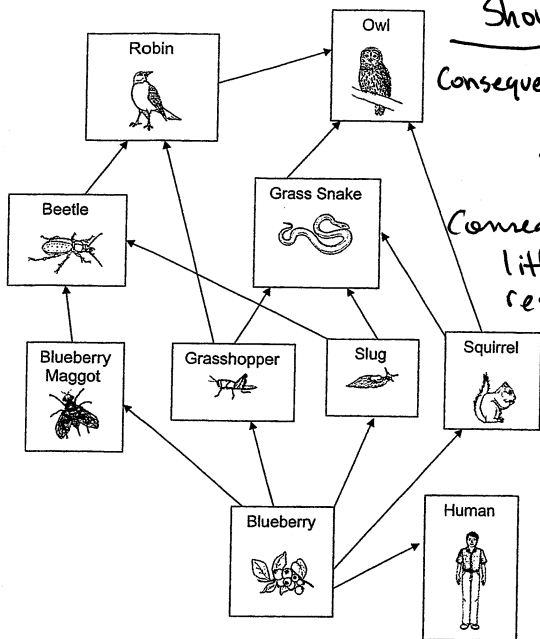 Owl
Robin
Grass Snake
Beetle
Blueberry
Maggot
Grasshopper
Slug
Squirrel
Blueberry
Human